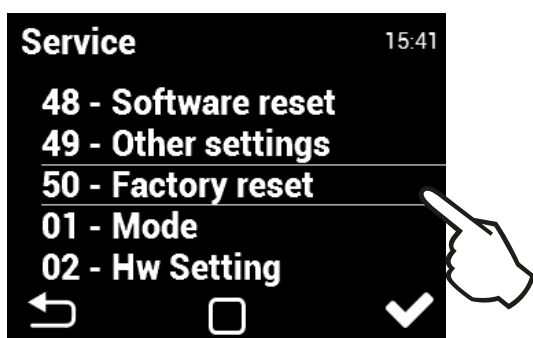 Service 15:41
48 - Software reset
49 - Other settings
50 - Factory reset
01 - Mode
02 - Hw Setting